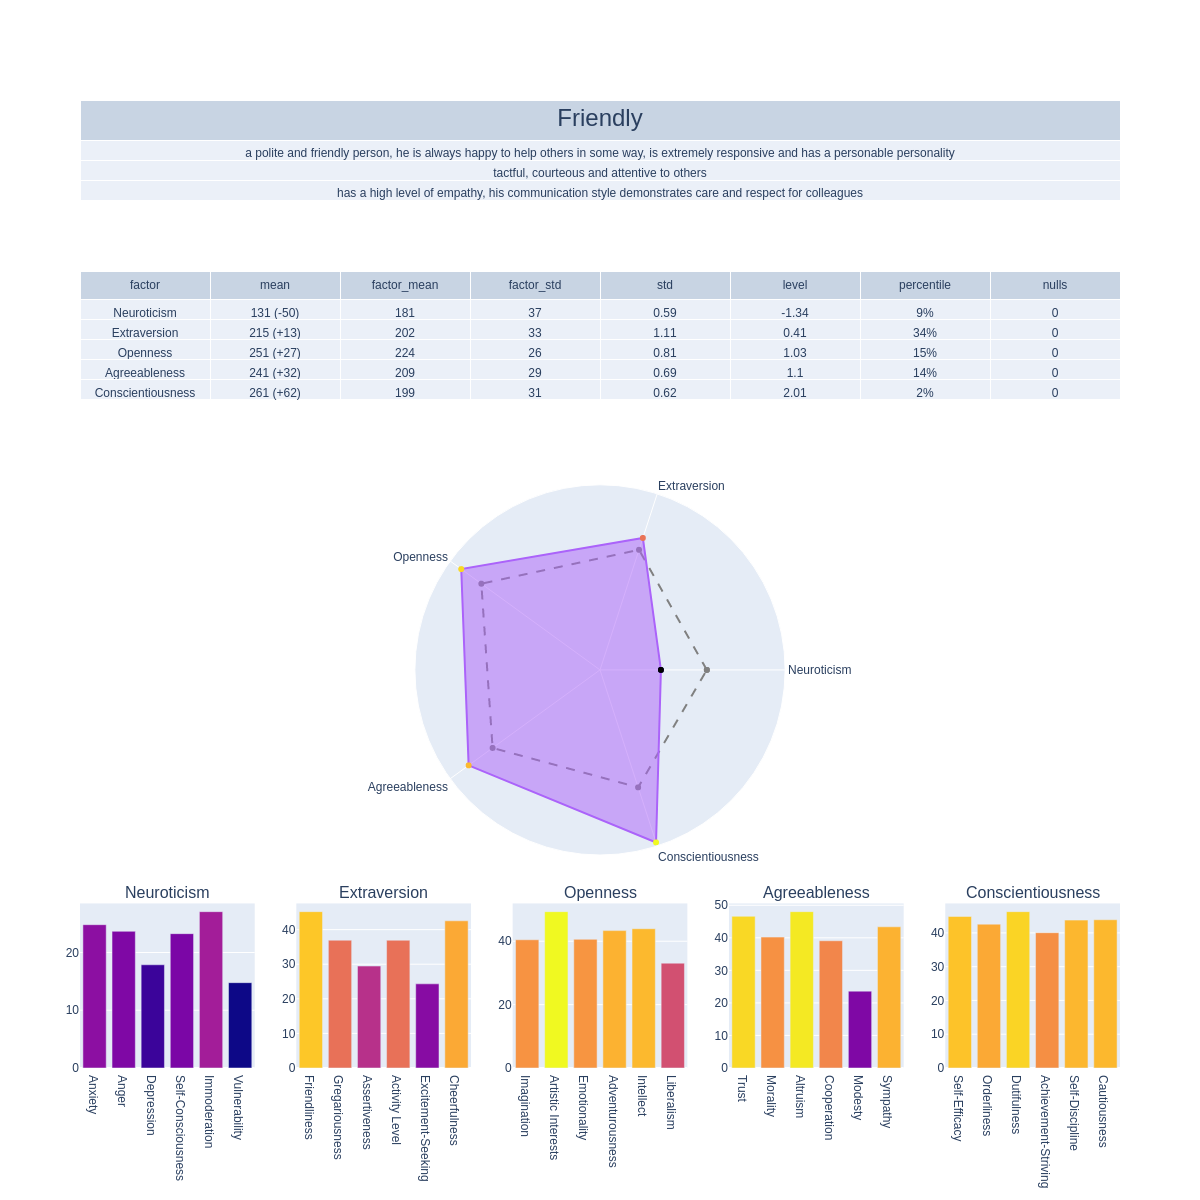 Friendly
a polite and friendly person, he is always happy to help others in some way, is extremely responsive and has a personable personality
tactful, courteous and attentive to others
has a high level of empathy, his communication style demonstrates care and respect for colleagues
factor mean factor_mean factor_std std level percentile nulls
Neuroticism 131 (-50) 181 37 0.59 -1.34 9% 0
Extraversion 215 (+13) 202 33 1.11 0.41 34% 0
Openness 251 (+27) 224 26 0.81 1.03 15% 0
Agreeableness 241 (+32) 209 29 0.69 1.1 14% 0
Conscientiousness 261 (+62) 199 31 0.62 2.01 2% 0
Extraversion
Openness
Neuroticism
Agreeableness
Conscientiousness
Neuroticism
20
10
0
Anxiety
Anger
Depression
Self-Consciousness
Immoderation
Vulnerability
Extraversion
40
30
20
10
0
Friendliness
Gregariousness
Assertiveness
Activity Level
Excitement-Seeking
Cheerfulness
Openness
40
20
0
Imagination
Artistic Interests
Emotionality
Adventurousness
Intellect
Liberalism
Agreeableness
50
40
30
20
10
0
Trust
Morality
Altruism
Cooperation
Modesty
Sympathy
Conscientiousness
40
30
20
10
0
Self-Efficacy
Orderliness
Dutifulness
Achievement-Striving
Self-Discipline
Cautiousness